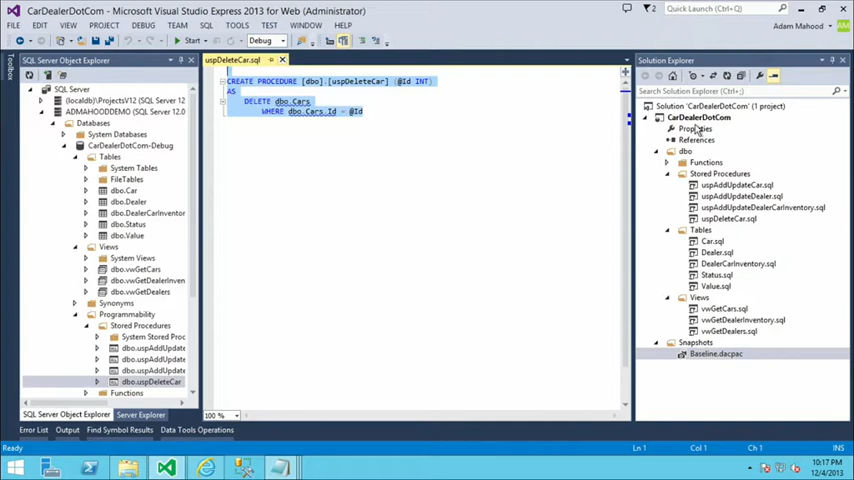 CarDealerDotCom (Administrator) - Microsoft Visual Studio Express 2013 for Web (Administrator)
7 2
Quick Launch (Ctrl+Q)
FILE EDIT VIEW PROJECT BUILD DEBUG TEAM SQL TOOLS TEST WINDOW HELP
Adam Mahood
Start
Debug
Toolbox
SQL Server Object Explorer
SQL Server
(localdb)\ProjectsV12 (SQL Server 12
ADMAHOODDEMO (SQL Server 12.0
Databases
System Databases
CarDealerDotCom-Debug
Tables
System Tables
FileTables
dbo.Car
dbo.Dealer
dbo.DealerCarInventor
dbo.Status
dbo.Value
Views
System Views
dbo.vwGetCars
dbo.vwGetDealerInven
dbo.vwGetDealers
Synonyms
Programmability
Stored Procedures
System Stored Proc
dbo.uspAddUpdate
dbo.uspAddUpdate
dbo.uspAddUpdate
dbo.uspDeleteCar
Functions
SQL Server Object Explorer
Server Explorer
uspDeleteCar.sql
CREATE PROCEDURE [dbo].[uspDeleteCar] (@Id INT)
AS
DELETE dbo.Cars
WHERE dbo.Cars.Id = @Id
100 %
Solution Explorer
Search Solution Explorer (Ctrl+;)
Solution 'CarDealerDotCom' (1 project)
CarDealerDotCom
Properties
References
dbo
Functions
Stored Procedures
uspAddUpdateCar.sql
uspAddUpdateDealer.sql
uspAddUpdateDealerCarInventory.sql
uspDeleteCar.sql
Tables
Car.sql
Dealer.sql
DealerCarInventory.sql
Status.sql
Value.sql
Views
vwGetCars.sql
vwGetDealerInventory.sql
vwGetDealers.sql
Snapshots
Baseline.dacpac
Error List Output Find Symbol Results Data Tools Operations
Ready
Ln 1 Col 1 Ch 1 INS
10:17 PM
12/4/2013